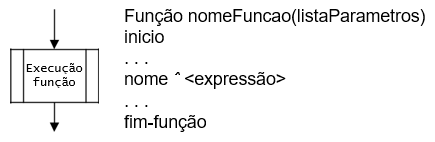 Execução
função
Função nomeFuncao(listaParametros)
inicio
. . .
nome ˆ <expressão>
. . .
fim-função